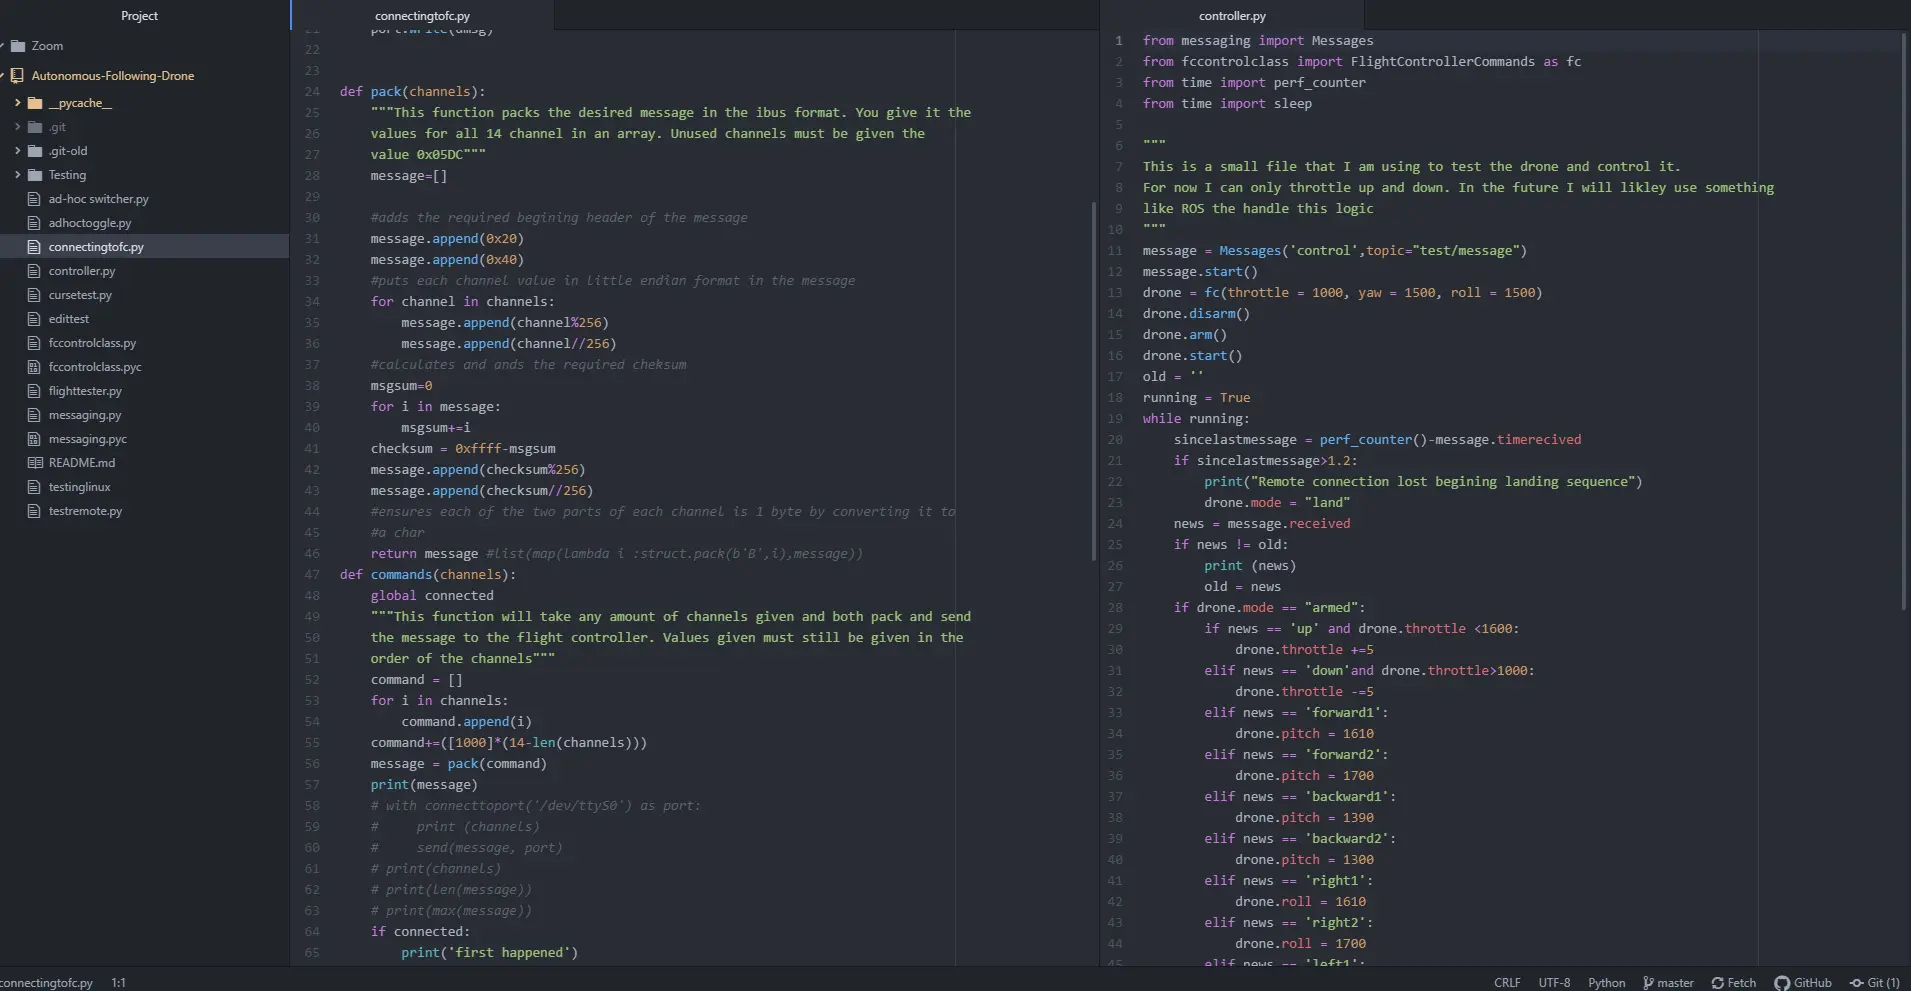 Project
Zoom
Autonomous-Following-Drone
__pycache__
.git
.git-old
Testing
ad-hoc switcher.py
adhoctoggle.py
connectingtofc.py
controller.py
cursetest.py
edittest
fccontrolclass.py
fccontrolclass.pyc
flighttester.py
messaging.py
messaging.pyc
README.md
testinglinux
testremote.py
connectingtofc.py
21 port.write(umsg)
22
23
24 def pack(channels):
25 """This function packs the desired message in the ibus format. You give it the
26 values for all 14 channel in an array. Unused channels must be given the
27 value 0x05DC"""
28 message=[]
29
30 #adds the required begining header of the message
31 message.append(0x20)
32 message.append(0x40)
33 #puts each channel value in little endian format in the message
34 for channel in channels:
35 message.append(channel%256)
36 message.append(channel//256)
37 #calculates and ands the required cheksum
38 msgsum=0
39 for i in message:
40 msgsum+=i
41 checksum = 0xffff-msgsum
42 message.append(checksum%256)
43 message.append(checksum//256)
44 #ensures each of the two parts of each channel is 1 byte by converting it to
45 #a char
46 return message #list(map(lambda i :struct.pack(b'B',i),message))
47 def commands(channels):
48 global connected
49 """This function will take any amount of channels given and both pack and send
50 the message to the flight controller. Values given must still be given in the
51 order of the channels"""
52 command = []
53 for i in channels:
54 command.append(i)
55 command+=([1000]*(14-len(channels)))
56 message = pack(command)
57 print(message)
58 # with connecttoport('/dev/ttyS0') as port:
59 # print (channels)
60 # send(message, port)
61 # print(channels)
62 # print(len(message))
63 # print(max(message))
64 if connected:
65 print('first happened')
controller.py
1 from messaging import Messages
2 from fccontrolclass import FlightControllerCommands as fc
3 from time import perf_counter
4 from time import sleep
5
6 """
7 This is a small file that I am using to test the drone and control it.
8 For now I can only throttle up and down. In the future I will likley use something
9 like ROS the handle this logic
10 """
11 message = Messages('control',topic="test/message")
12 message.start()
13 drone = fc(throttle = 1000, yaw = 1500, roll = 1500)
14 drone.disarm()
15 drone.arm()
16 drone.start()
17 old = ''
18 running = True
19 while running:
20 sincelastmessage = perf_counter()-message.timerecived
21 if sincelastmessage>1.2:
22 print("Remote connection lost begining landing sequence")
23 drone.mode = "land"
24 news = message.received
25 if news != old:
26 print (news)
27 old = news
28 if drone.mode == "armed":
29 if news == 'up' and drone.throttle <1600:
30 drone.throttle +=5
31 elif news == 'down'and drone.throttle>1000:
32 drone.throttle -=5
33 elif news == 'forward1':
34 drone.pitch = 1610
35 elif news == 'forward2':
36 drone.pitch = 1700
37 elif news == 'backward1':
38 drone.pitch = 1390
39 elif news == 'backward2':
40 drone.pitch = 1300
41 elif news == 'right1':
42 drone.roll = 1610
43 elif news == 'right2':
44 drone.roll = 1700
45 elif news == 'left1':
connectingtofc.py 1:1
CRLF UTF-8 Python master Fetch GitHub Git (1)